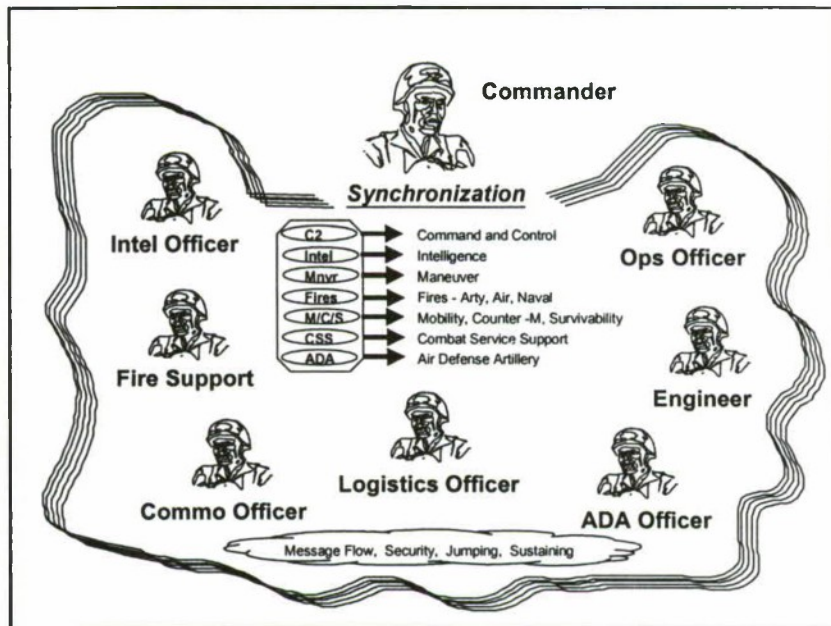 Commander
Synchronization
Intel Officer
Ops Officer
C2 Command and Control
Intel Intelligence
Mnvr Maneuver
Fires Fires - Arty, Air, Naval
M/C/S Mobility, Counter -M, Survivability
CSS Combat Service Support
ADA Air Defense Artillery
Fire Support
Engineer
Commo Officer
Logistics Officer
ADA Officer
Message Flow, Security, Jumping, Sustaining